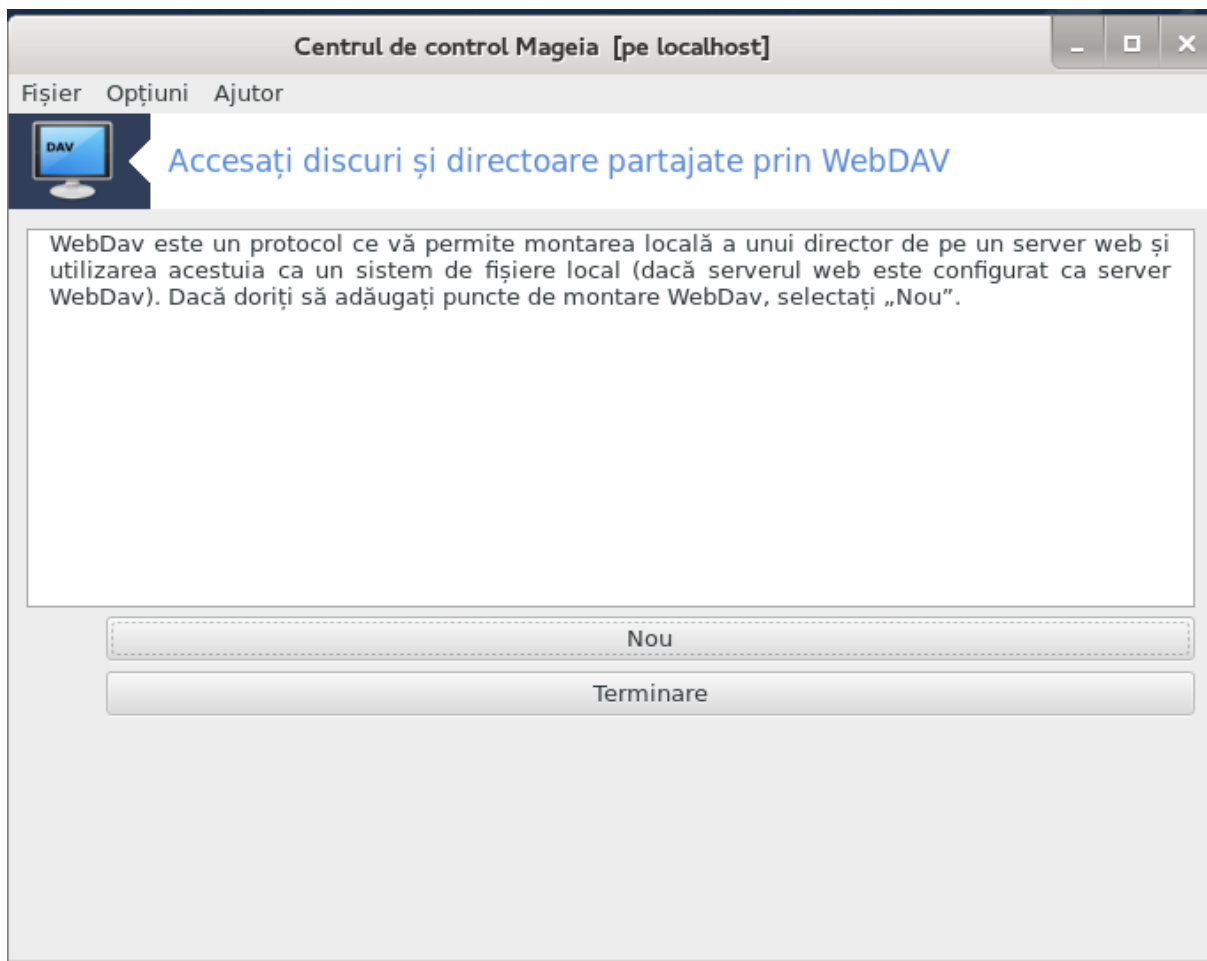 Centrul de control Mageia [pe localhost]
Fișier Opțiuni Ajutor
DAV
Accesați discuri și directoare partajate prin WebDAV
WebDav este un protocol ce vă permite montarea locală a unui director de pe un server web și
utilizarea acestuia ca un sistem de fișiere local (dacă serverul web este configurat ca server
WebDav). Dacă doriți să adăugați puncte de montare WebDav, selectați „Nou”.
Nou
Terminare